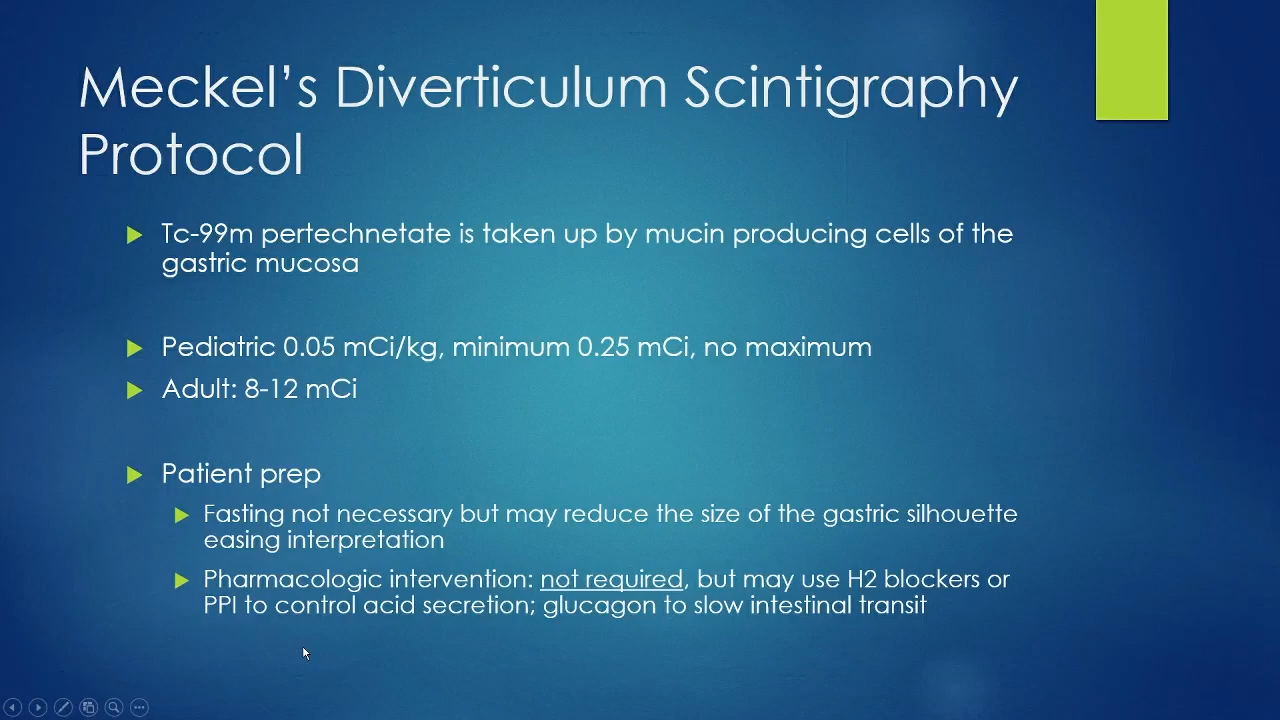 Meckel’s Diverticulum Scintigraphy
Protocol
Tc-99m pertechnetate is taken up by mucin producing cells of the
gastric mucosa
Pediatric 0.05 mCi/kg, minimum 0.25 mCi, no maximum
Adult: 8-12 mCi
Patient prep
Fasting not necessary but may reduce the size of the gastric silhouette
easing interpretation
Pharmacologic intervention: not required, but may use H2 blockers or
PPI to control acid secretion; glucagon to slow intestinal transit